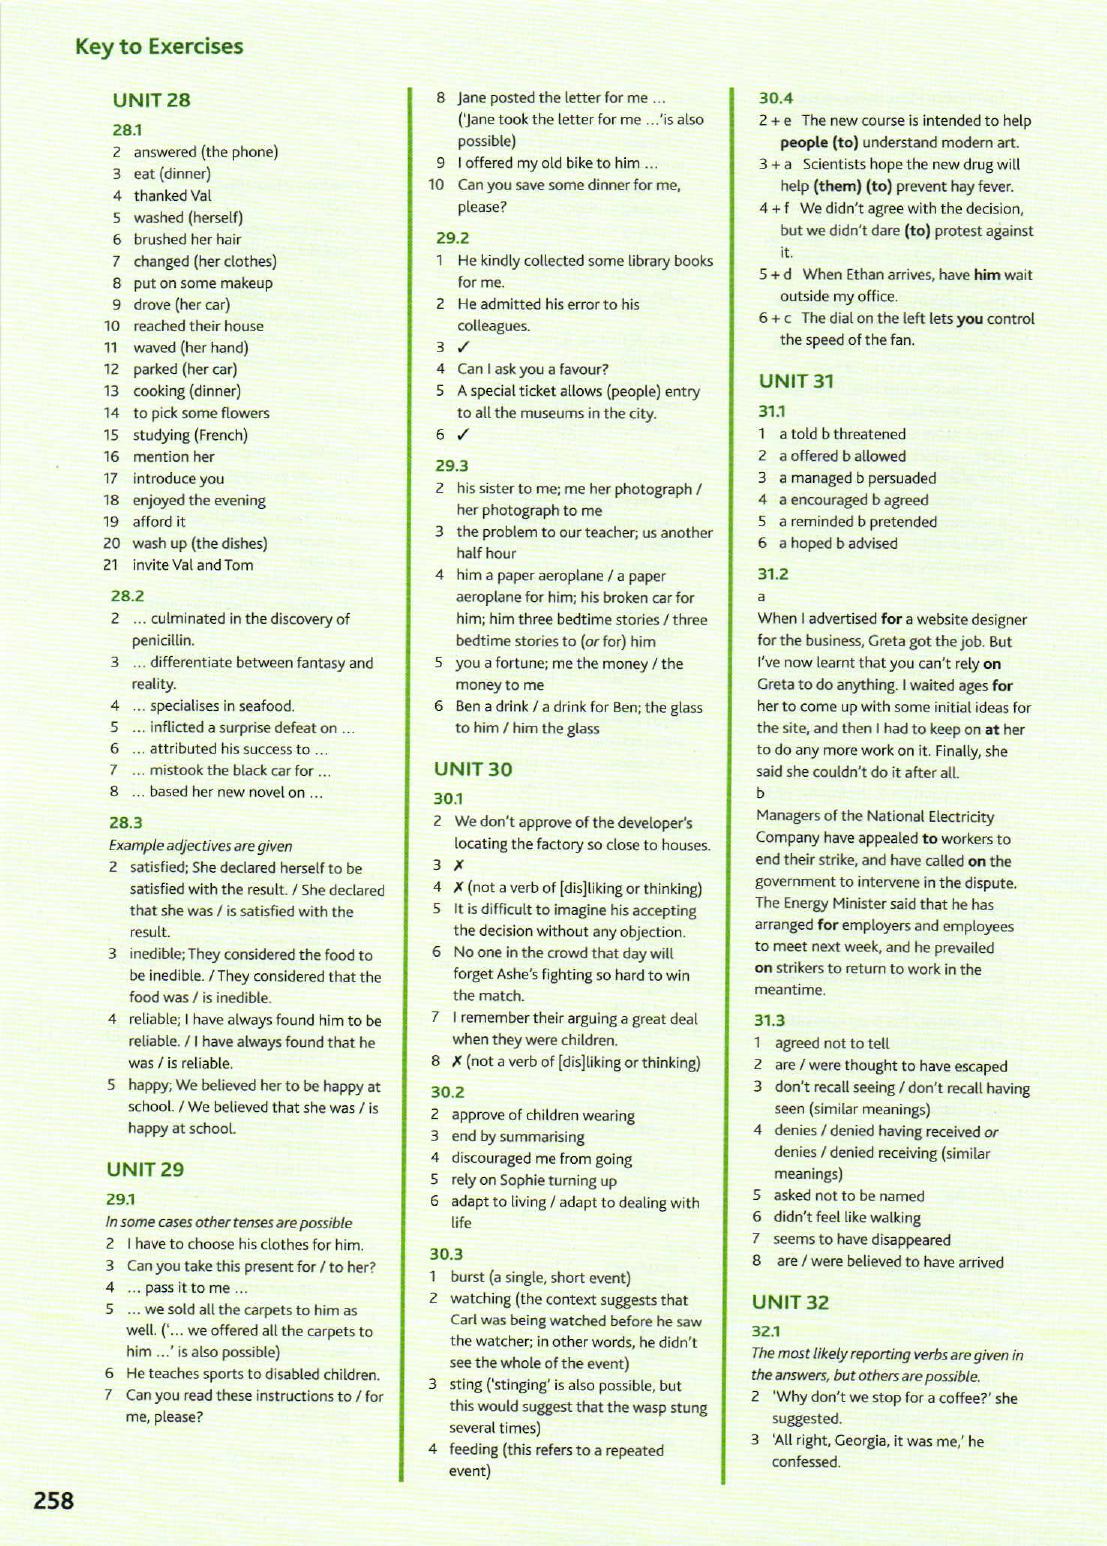 Key to Exercises
UNIT 28
28.1
2 answered (the phone)
3 eat (dinner)
4 thanked Val
5 washed (herself)
6 brushed her hair
7 changed (her clothes)
8 put on some makeup
9 drove (her car)
10 reached their house
11 waved (her hand)
12 parked (her car)
13 cooking (dinner)
14 to pick some flowers
15 studying (French)
16 mention her
17 introduce you
18 enjoyed the evening
19 afford it
20 wash up (the dishes)
21 invite Val and Tom
28.2
2 ... culminated in the discovery of
penicillin.
3 ... differentiate between fantasy and
reality.
4 ... specialises in seafood.
5 ... inflicted a surprise defeat on ...
6 ... attributed his success to ...
7 ... mistook the black car for ...
8 ... based her new novel on ...
28.3
Example adjectives are given
2 satisfied; She declared herself to be
satisfied with the result. / She declared
that she was / is satisfied with the
result.
3 inedible; They considered the food to
be inedible. / They considered that the
food was / is inedible.
4 reliable; I have always found him to be
reliable. / I have always found that he
was / is reliable.
5 happy; We believed her to be happy at
school. / We believed that she was / is
happy at school.
UNIT 29
29.1
In some cases other tenses are possible
2 I have to choose his clothes for him.
3 Can you take this present for / to her?
4 ... pass it to me ...
5 ... we sold all the carpets to him as
well. ('... we offered all the carpets to
him ...' is also possible)
6 He teaches sports to disabled children.
7 Can you read these instructions to / for
me, please?
8 Jane posted the letter for me ...
('Jane took the letter for me ...'is also
possible)
9 I offered my old bike to him ...
10 Can you save some dinner for me,
please?
29.2
1 He kindly collected some library books
for me.
2 He admitted his error to his
colleagues.
3 ✓
4 Can I ask you a favour?
5 A special ticket allows (people) entry
to all the museums in the city.
6 ✓
29.3
2 his sister to me; me her photograph /
her photograph to me
3 the problem to our teacher; us another
half hour
4 him a paper aeroplane / a paper
aeroplane for him; his broken car for
him; him three bedtime stories / three
bedtime stories to (or for) him
5 you a fortune; me the money / the
money to me
6 Ben a drink / a drink for Ben; the glass
to him / him the glass
UNIT 30
30.1
2 We don't approve of the developer's
locating the factory so close to houses.
3 ✗
4 ✗ (not a verb of [dis]liking or thinking)
5 It is difficult to imagine his accepting
the decision without any objection.
6 No one in the crowd that day will
forget Ashe's fighting so hard to win
the match.
7 I remember their arguing a great deal
when they were children.
8 ✗ (not a verb of [dis]liking or thinking)
30.2
2 approve of children wearing
3 end by summarising
4 discouraged me from going
5 rely on Sophie turning up
6 adapt to living / adapt to dealing with
life
30.3
1 burst (a single, short event)
2 watching (the context suggests that
Carl was being watched before he saw
the watcher; in other words, he didn't
see the whole of the event)
3 sting ('stinging' is also possible, but
this would suggest that the wasp stung
several times)
4 feeding (this refers to a repeated
event)
30.4
2 + e The new course is intended to help
people (to) understand modern art.
3 + a Scientists hope the new drug will
help (them) (to) prevent hay fever.
4 + f We didn't agree with the decision,
but we didn't dare (to) protest against
it.
5 + d When Ethan arrives, have him wait
outside my office.
6 + c The dial on the left lets you control
the speed of the fan.
UNIT 31
31.1
1 a told b threatened
2 a offered b allowed
3 a managed b persuaded
4 a encouraged b agreed
5 a reminded b pretended
6 a hoped b advised
31.2
a
When I advertised for a website designer
for the business, Greta got the job. But
I've now learnt that you can't rely on
Greta to do anything. I waited ages for
her to come up with some initial ideas for
the site, and then I had to keep on at her
to do any more work on it. Finally, she
said she couldn't do it after all.
b
Managers of the National Electricity
Company have appealed to workers to
end their strike, and have called on the
government to intervene in the dispute.
The Energy Minister said that he has
arranged for employers and employees
to meet next week, and he prevailed
on strikers to return to work in the
meantime.
31.3
1 agreed not to tell
2 are / were thought to have escaped
3 don't recall seeing / don't recall having
seen (similar meanings)
4 denies / denied having received or
denies / denied receiving (similar
meanings)
5 asked not to be named
6 didn't feel like walking
7 seems to have disappeared
8 are / were believed to have arrived
UNIT 32
32.1
The most likely reporting verbs are given in
the answers, but others are possible.
2 'Why don't we stop for a coffee?' she
suggested.
3 'All right, Georgia, it was me,' he
confessed.
258